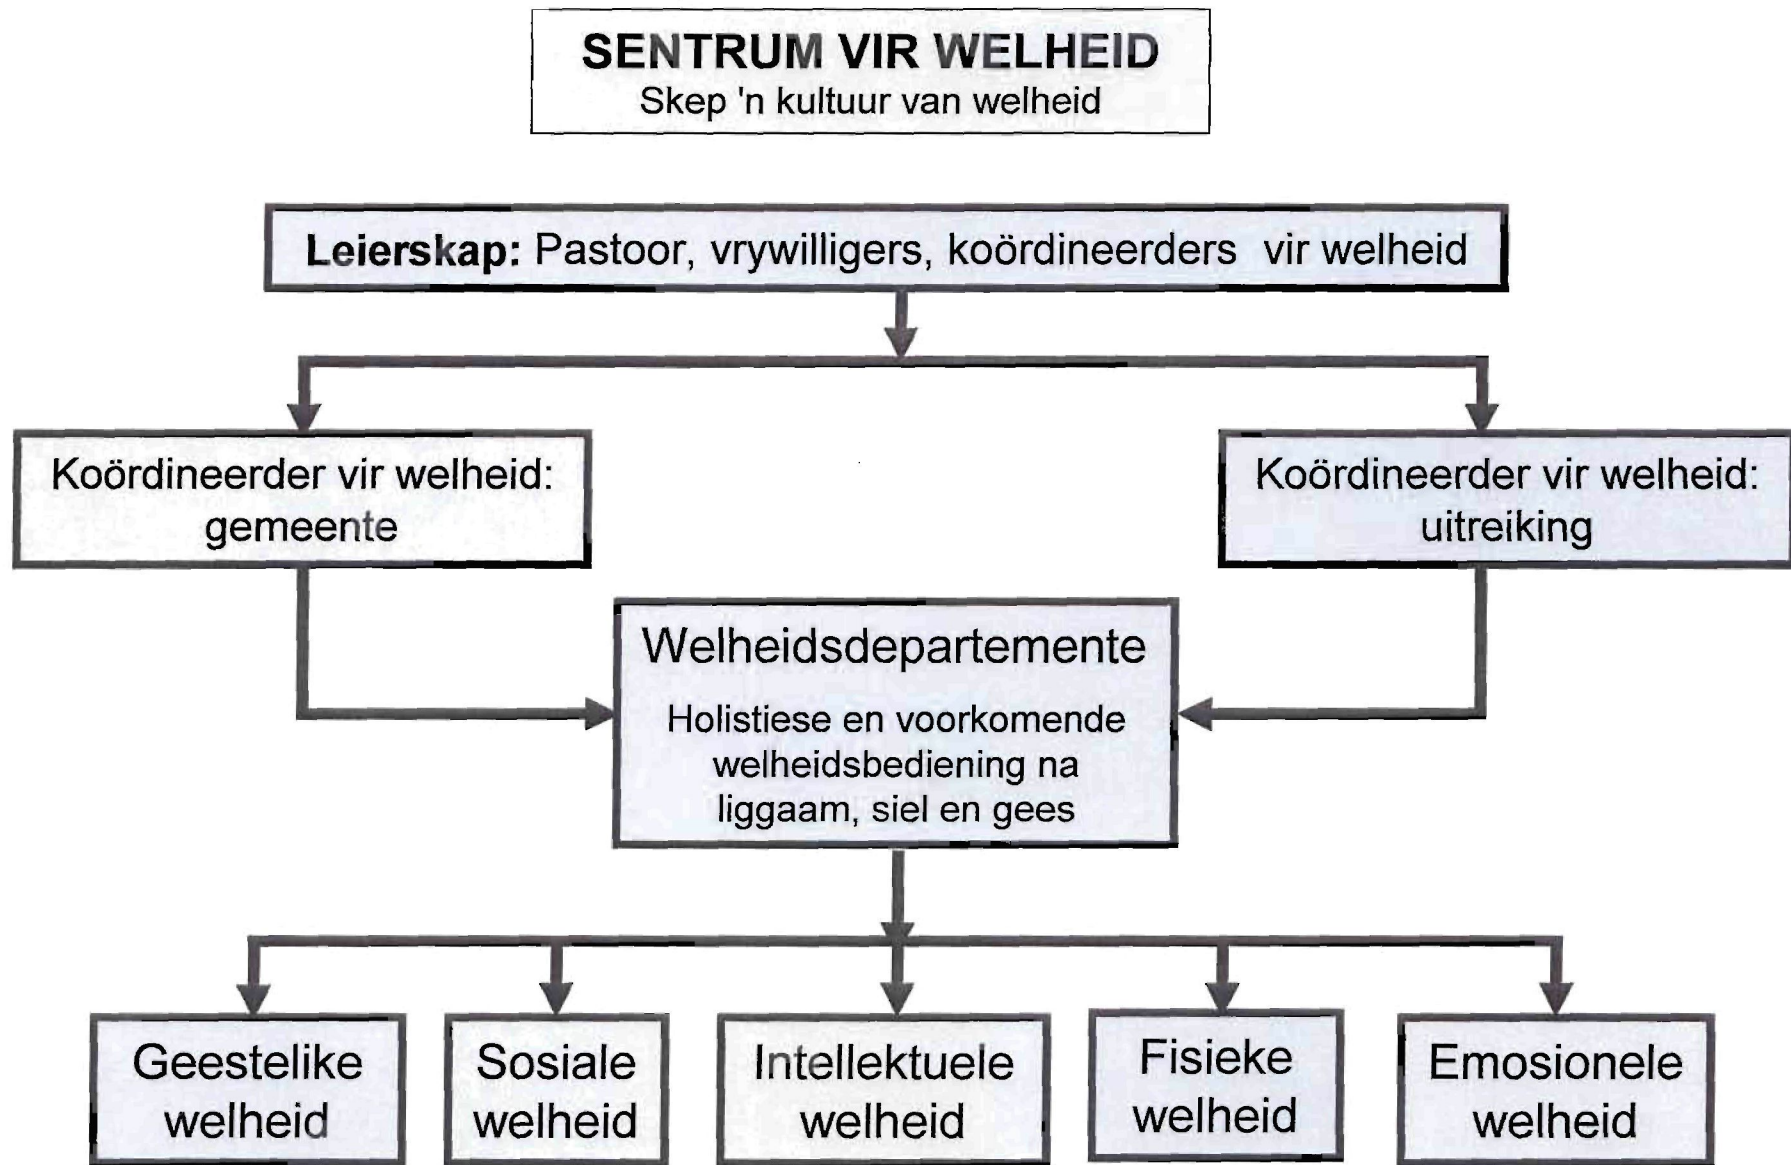 SENTRUM VIR WELHEID
Skep 'n kultuur van welheid
Leierskap: Pastoor, vrywilligers, koördineerders vir welheid
Koördineerder vir welheid:
gemeente
Koördineerder vir welheid:
uitreiking
Welheidsdepartemente
Holistiese en voorkomende
welheidsbediening na
liggaam, siel en gees
Geestelike
welheid
Sosiale
welheid
Intellektuele
welheid
Fisieke
welheid
Emosionele
welheid